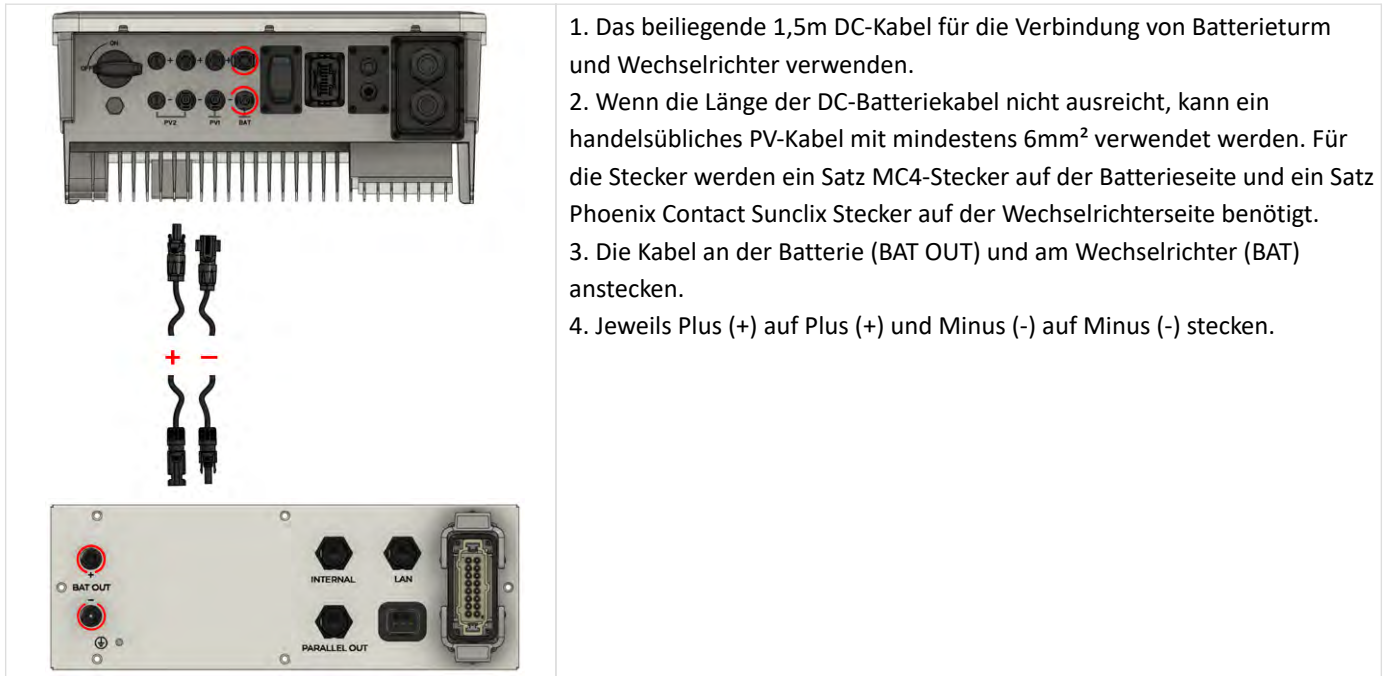 ON
OFF
+ + +
- - -
PV2 PV1 BAT
+ −
+
BAT OUT
−
INTERNAL
LAN
PARALLEL OUT
1. Das beiliegende 1,5m DC-Kabel für die Verbindung von Batterieturm
und Wechselrichter verwenden.
2. Wenn die Länge der DC-Batteriekabel nicht ausreicht, kann ein
handelsübliches PV-Kabel mit mindestens 6mm² verwendet werden. Für
die Stecker werden ein Satz MC4-Stecker auf der Batterieseite und ein Satz
Phoenix Contact Sunclix Stecker auf der Wechselrichterseite benötigt.
3. Die Kabel an der Batterie (BAT OUT) und am Wechselrichter (BAT)
anstecken.
4. Jeweils Plus (+) auf Plus (+) und Minus (-) auf Minus (-) stecken.